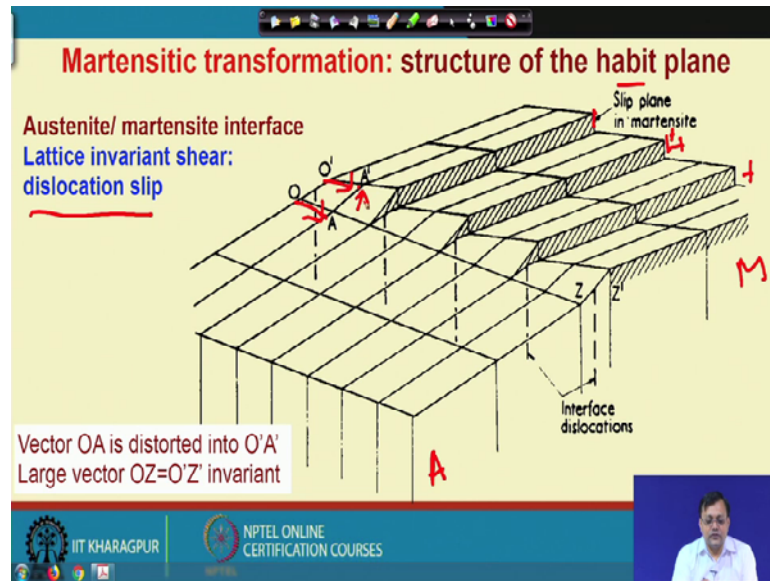 Martensitic transformation: structure of the habit plane
Austenite/ martensite interface
Lattice invariant shear:
dislocation slip
Slip plane
in martensite
O
O'
A'
A
M
Z
Z'
Interface
dislocations
Vector OA is distorted into O'A'
Large vector OZ=O'Z' invariant
A
IIT KHARAGPUR
NPTEL ONLINE
CERTIFICATION COURSES
NPTEL